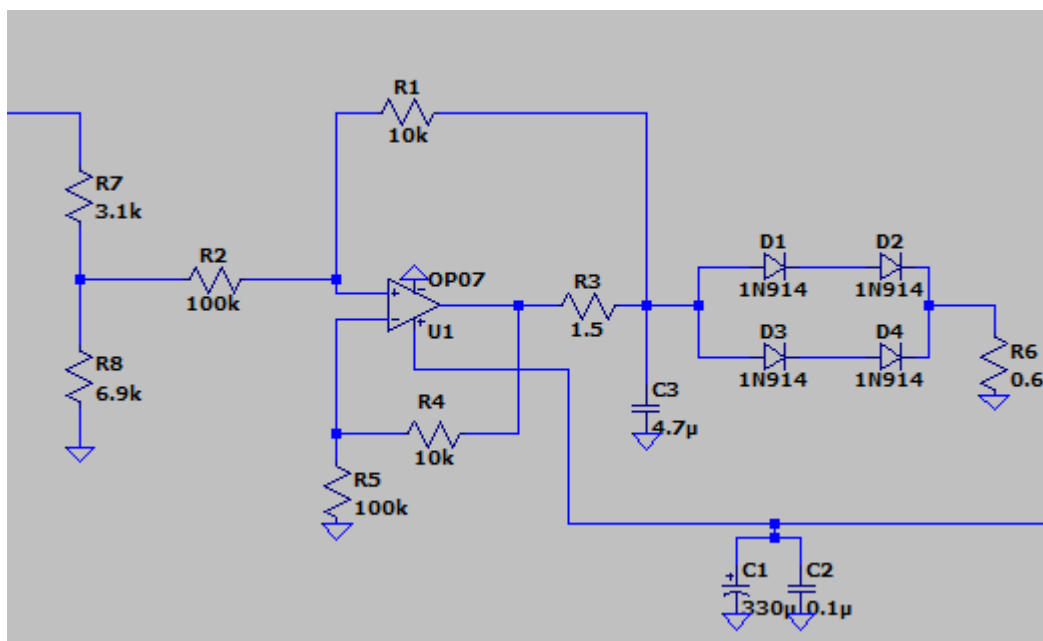 R1
10k
R7
3.1k
R2
100k
OP07
U1
R3
1.5
D1
1N914
D2
1N914
D3
1N914
D4
1N914
R6
0.6
R8
6.9k
R4
10k
C3
4.7µ
R5
100k
C1
330µ
C2
0.1µ